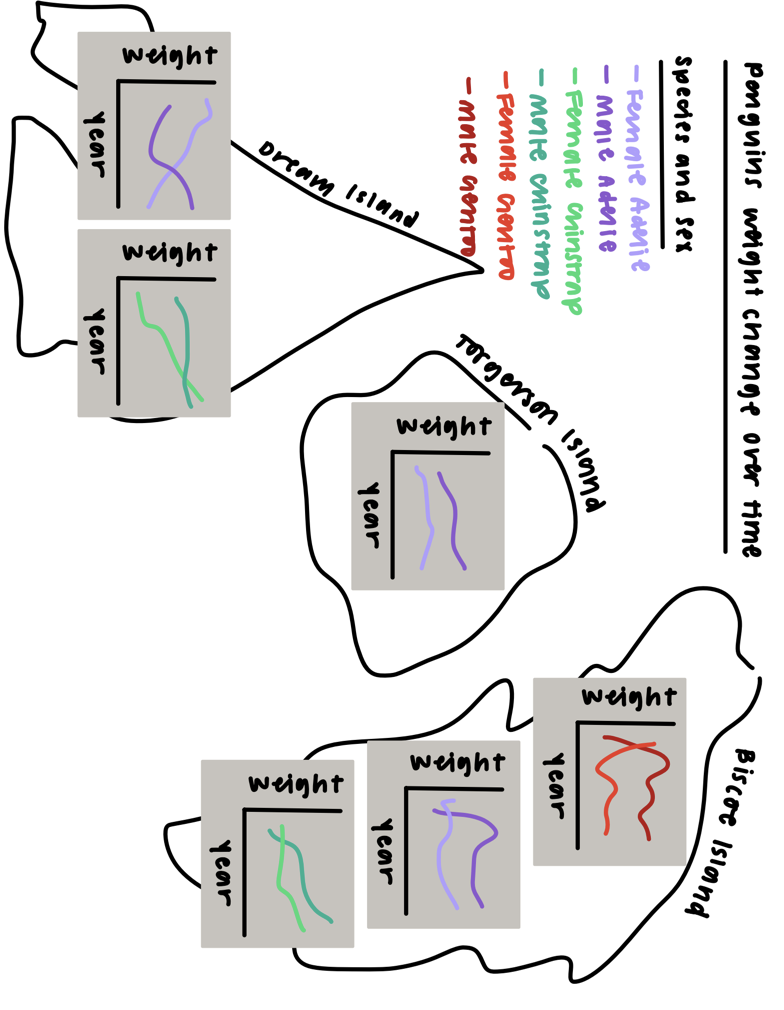 penguins weight change over time
species and sex
- Female Adelie
- Male Adelie
- Female Chinstrap
- Male Chinstrap
- Female Gentoo
- Male Gentoo
Dream Island
weight
year
weight
year
Torgerson Island
weight
year
Biscoe Island
weight
year
weight
year
weight
year